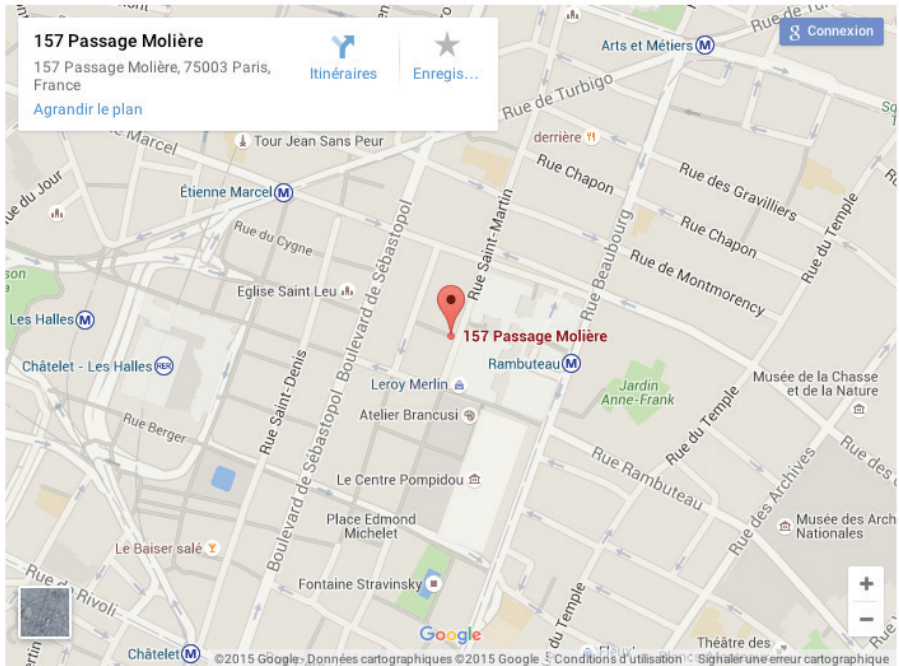 157 Passage Molière
157 Passage Molière, 75003 Paris,
France
Agrandir le plan
Itinéraires
Enregis...
8 Connexion
Arts et Métiers M
Rue de Turbigo
derrière
Tour Jean Sans Peur
Marcel
Rue Chapon
Rue des Gravilliers
Étienne Marcel M
Rue du Jour
Rue du Cygne
Boulevard de Sébastopol
Rue Saint-Martin
Rue Beaubourg
Rue Chapon
Rue du Temple
Rue de Montmorency
Eglise Saint Leu
Les Halles M
157 Passage Molière
Châtelet - Les Halles RER
Rambuteau M
Leroy Merlin
Jardin
Anne-Frank
Musée de la Chasse
et de la Nature
Rue Saint-Denis
Atelier Brancusi
Rue Berger
Boulevard de Sébastopol
Rue du Temple
Rue Rambuteau
Rue des Archives
Rue des
Le Centre Pompidou
Place Edmond
Michelet
Musée des Arch
Nationales
Le Baiser salé
Fontaine Stravinsky
Rue de Rivoli
du Temple
+
−
Google
Châtelet M
Théâtre des
©2015 Google - Données cartographiques ©2015 Google
Conditions d'utilisation
Signaler une erreur cartographique